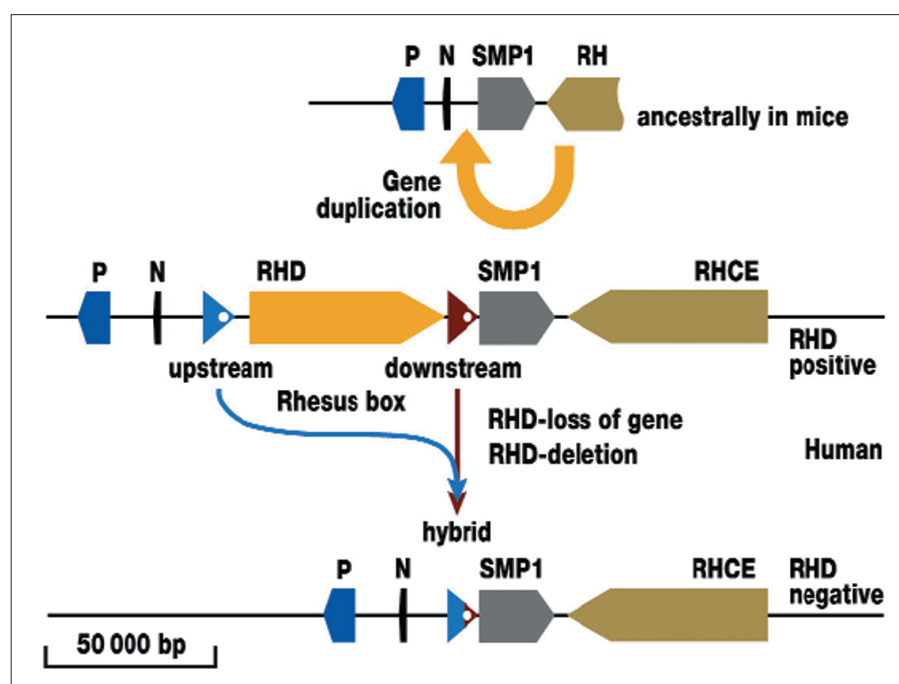 P N SMP1 RH
ancestrally in mice
Gene
duplication
P N RHD SMP1 RHCE
RHD
positive
upstream downstream
Rhesus box
RHD-loss of gene
RHD-deletion
Human
hybrid
P N SMP1 RHCE RHD
negative
50 000 bp